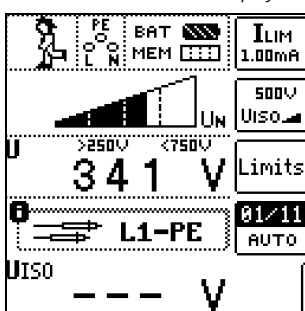 PE BAT
L N MEM
ILIM
1.00mA
UN
500V
UISO
U >250V <750V
341 V
Limits
L1-PE
01/11
AUTO
UISO
--- V